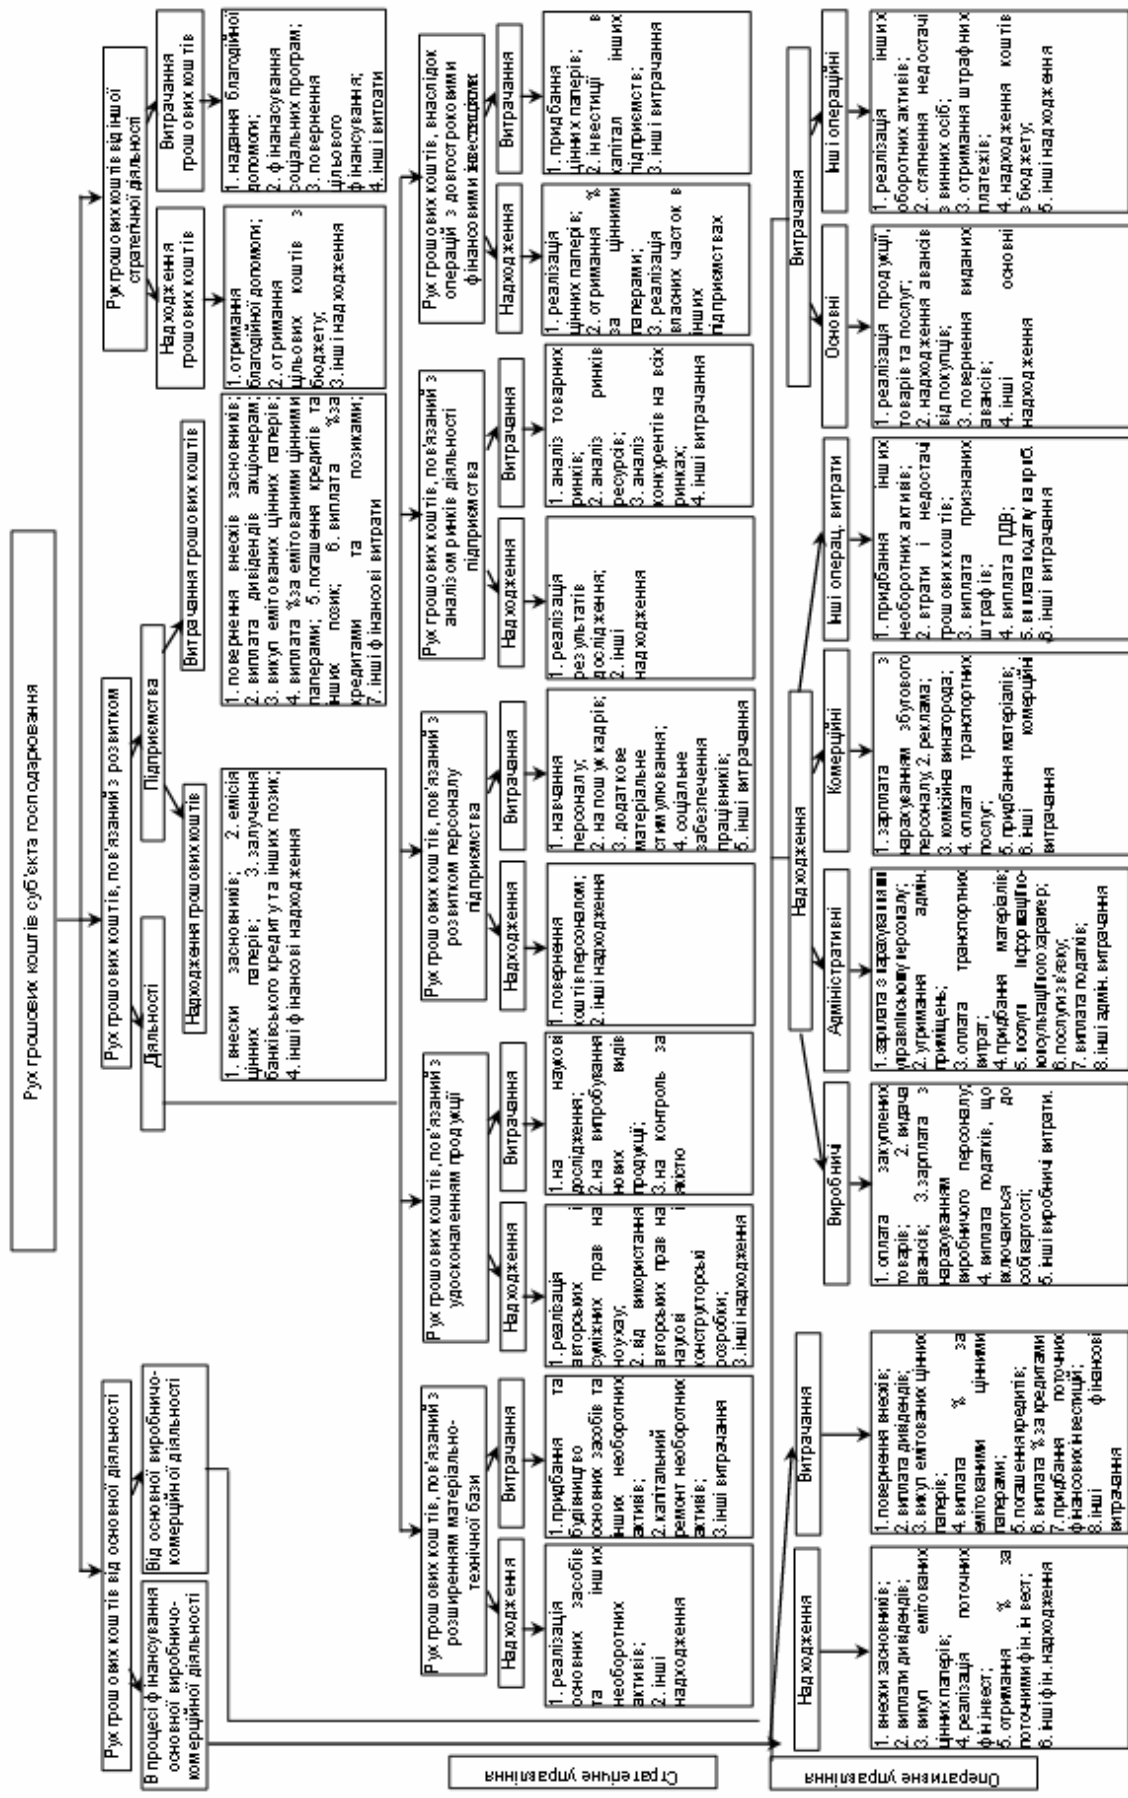 Рух грошових коштів суб'єкта господарювання
Рух грошових коштів від основної діяльності
Рух грошових коштів, пов'язаний з розвитком
Рух грошових коштів від іншої
стратегічної діяльності
В процесі фінансування
основної виробничо-
комерційної діяльності
Від основної виробничо-
комерційної діяльності
Діяльності
Підприємства
Надходження
грошових коштів
Витрачання
грошових коштів
Надходження грошових коштів
Витрачання грошових коштів
1. внески засновників; 2. емісія
цінних паперів; 3. залучення
банківського кредиту та інших позик;
4. інші фінансові надходження
1. повернення внесків засновників;
2. виплата дивідендів акціонерам;
3. викуп емітованих цінних паперів;
4. виплата %за емітованими цінними
паперами; 5. погашення кредитів та
інших позик; 6. виплата %за
кредитами та позиками;
7. інші фінансові витрати
1. отримання
благодійної допомоги;
2. отримання
цільових коштів з
бюджету;
3. інші надходження
1. надання благодійної
допомоги;
2. фінанасування
соціальних програм;
3. повернення
цільового
фінансування;
4. інші витрати
Рух грошових коштів, пов'язаний з
розширенням матеріально-
технічної бази
Рух грошових коштів, пов'язаний з
удосконаленням продукції
Рух грошових коштів, пов'язаний з
розвитком персоналу
підприємства
Рух грошових коштів, пов'язаний з
аналізом ринків діяльності
підприємства
Рух грошових коштів, внаслідок
операцій з довгостроковими
фінансовими інвестиціями
Надходження
Витрачання
Надходження
Витрачання
Надходження
Витрачання
Надходження
Витрачання
Надходження
Витрачання
1. реалізація
основних засобів
та інших
необоротних
активів;
2. інші
надходження
1. придбання та
будівництво
основних засобів та
інших необоротних
активів;
2. капітальний
ремонт необоротних
активів;
3. інші витрачання
1. реалізація
авторських і
суміжних прав на
ноухау;
2. від використання
авторських прав на
наукові і
конструкторські
розробки;
3. інші надходження
1. на наукові
дослідження;
2. на випробування
нових видів
продукції;
3. на контроль за
якістю
1. повернення
коштів персоналом;
2. інші надходження
1. навчання
персоналу;
2. на пошук кадрів;
3. додаткове
матеріальне
стимулювання;
4. соціальне
забезпечення
працівників;
5. інші витрачання
1. реалізація
результатів
дослідження;
2. інші
надходження
1. аналіз товарних
ринків;
2. аналіз ринків
ресурсів;
3. аналіз
конкурентів на всіх
ринках;
4. інші витрачання
1. реалізація
цінних паперів;
2. отримання %
за цінними
паперами;
3. реалізація
власних часток в
інших
підприємствах
1. придбання
цінних паперів;
2. інвестиції в
капітал інших
підприємств;
3. інші витрачання
Стратегічне управління
Оперативне управління
Надходження
Витрачання
Надходження
Витрачання
Виробничі
Адміністративні
Комерційні
Інші операц. витрати
Основні
Інші операційні
1. внески засновників;
2. виплати дивідендів;
3. викуп емітованих
цінних паперів;
4. реалізація поточних
фін.інвест;
5. отримання % за
поточними фін. ін вест;
6. інші фін. надходження
1. повернення внесків;
2. виплата дивідендів;
3. викуп емітованих цінних
паперів;
4. виплата % за
емітованими цінними
паперами;
5. погашення кредитів;
6. виплата % за кредитами
7. придбання поточних
фінансових інвестицій;
8. інші фінансові
витрачання
1. оплата закуплених
товарів; 2. видача
авансів; 3. зарплата з
нарахуванням
виробничого персоналу;
4. виплата податків, що
включаються до
собівартості;
5. інші виробничі витрати.
1. зарплата з нарахуванням
управлінському персоналу;
2. утримання адмін.
приміщень;
3. оплата транспортних
витрат;
4. придбання матеріалів;
5. послуги інформаційно-
консультаційного характер;
6. послуги зв'язку;
7. виплата податків;
8. інші адмін. витрачання
1. зарплата з
нарахуванням збутового
персоналу; 2. реклама;
3. комісійна винагорода;
4. оплата транспортних
послуг;
5. придбання матеріалів;
6. інші комерційні
витрачання
1. придбання інших
необоротних активів;
2. втрати і недостачі
грошових коштів;
3. виплата признаних
штрафів;
4. виплата ПДВ;
5. виплата податку на приб.
6. інші витрачання
1. реалізація продукції,
товарів та послуг;
2. надходження авансів
від покупців;
3. повернення виданих
авансів;
4. інші основні
надходження
1. реалізація інших
оборотних активів;
2. стягнення недостачі
з винних осіб;
3. отримання штрафних
платежів;
4. надходження коштів
з бюджету;
5. інші надходження